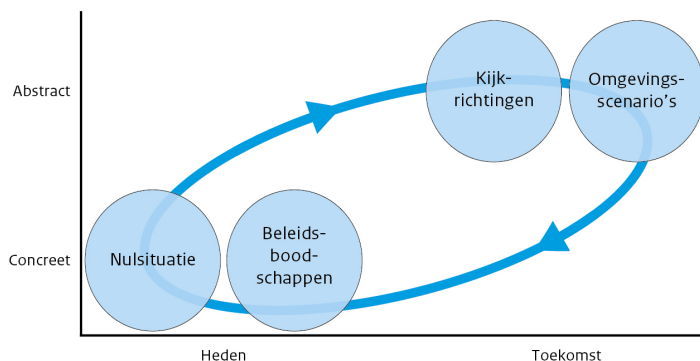 Abstract
Kijk-
richtingen
Omgevings-
scenario's
Concreet
Nulsituatie
Beleids-
bood-
schappen
Heden
Toekomst